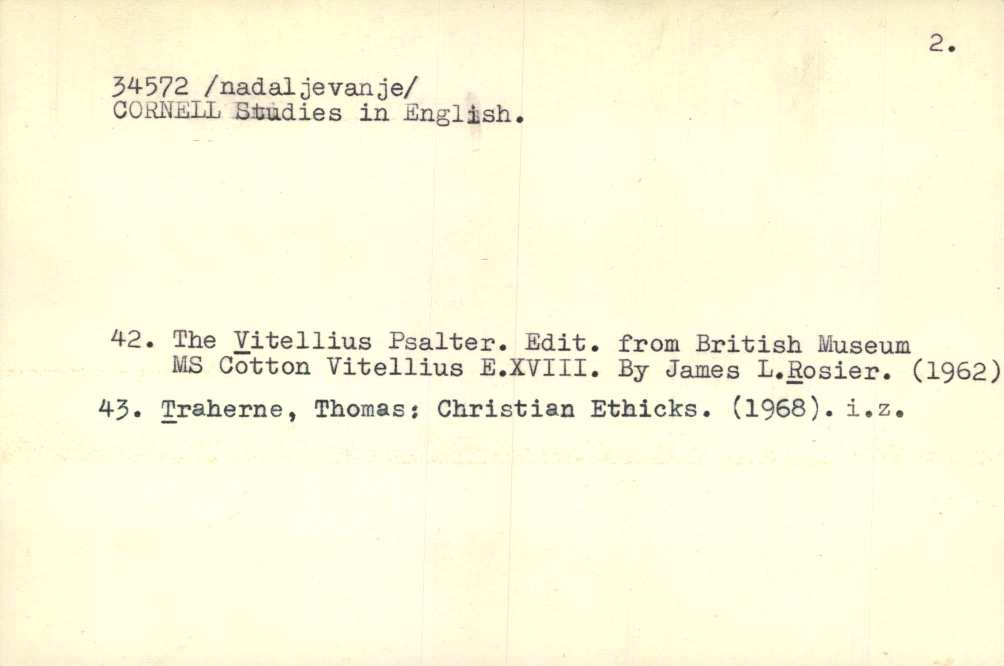 2.
34572 /nadaljevanje/
CORNELL Studies in English.
42. The Vitellius Psalter. Edit. from British Museum
MS Cotton Vitellius E.XVIII. By James L.Rosier. (1962)
43. Traherne, Thomas: Christian Ethicks. (1968). i.z.